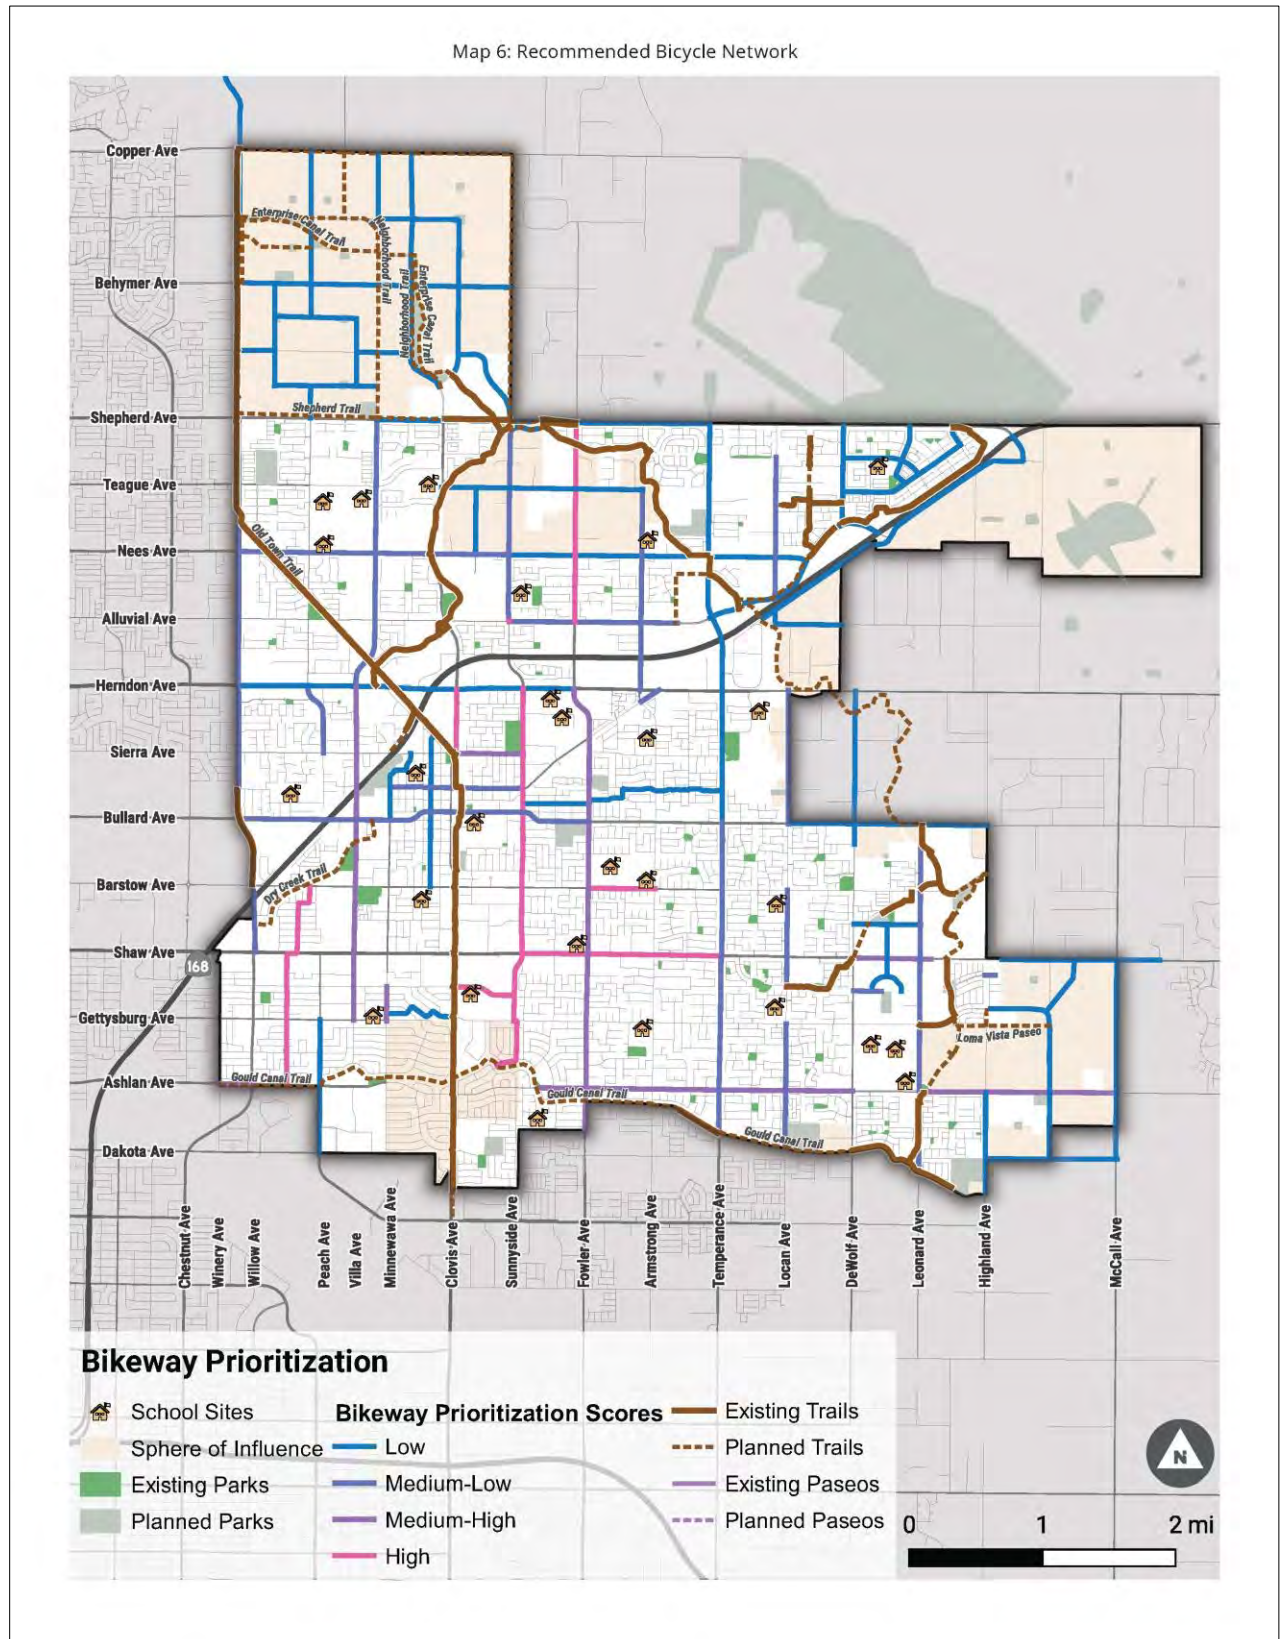 Map 6: Recommended Bicycle Network
Copper Ave
Enterprise Canal Trail
Neighborhood Trail
Behymer Ave
Neighborhood Trail
Enterprise Canal Trail
Shepherd Trail
Shepherd Ave
Teague Ave
Old Town Trail
Nees Ave
Alluvial Ave
Herndon Ave
Sierra Ave
Bullard Ave
Dry Creek Trail
Barstow Ave
Shaw Ave
168
Gettysburg Ave
Loma Vista Paseo
Ashlan Ave
Gould Canal Trail
Gould Canal Trail
Gould Canal Trail
Dakota Ave
Chestnut Ave
Winery Ave
Willow Ave
Peach Ave
Villa Ave
Minnewawa Ave
Clovis Ave
Sunnyside Ave
Fowler Ave
Armstrong Ave
Temperance Ave
Locan Ave
DeWolf Ave
Leonard Ave
Highland Ave
McCall Ave
Bikeway Prioritization
School Sites
Sphere of Influence
Existing Parks
Planned Parks
Bikeway Prioritization Scores
Low
Medium-Low
Medium-High
High
Existing Trails
Planned Trails
Existing Paseos
Planned Paseos
N
0 1 2 mi